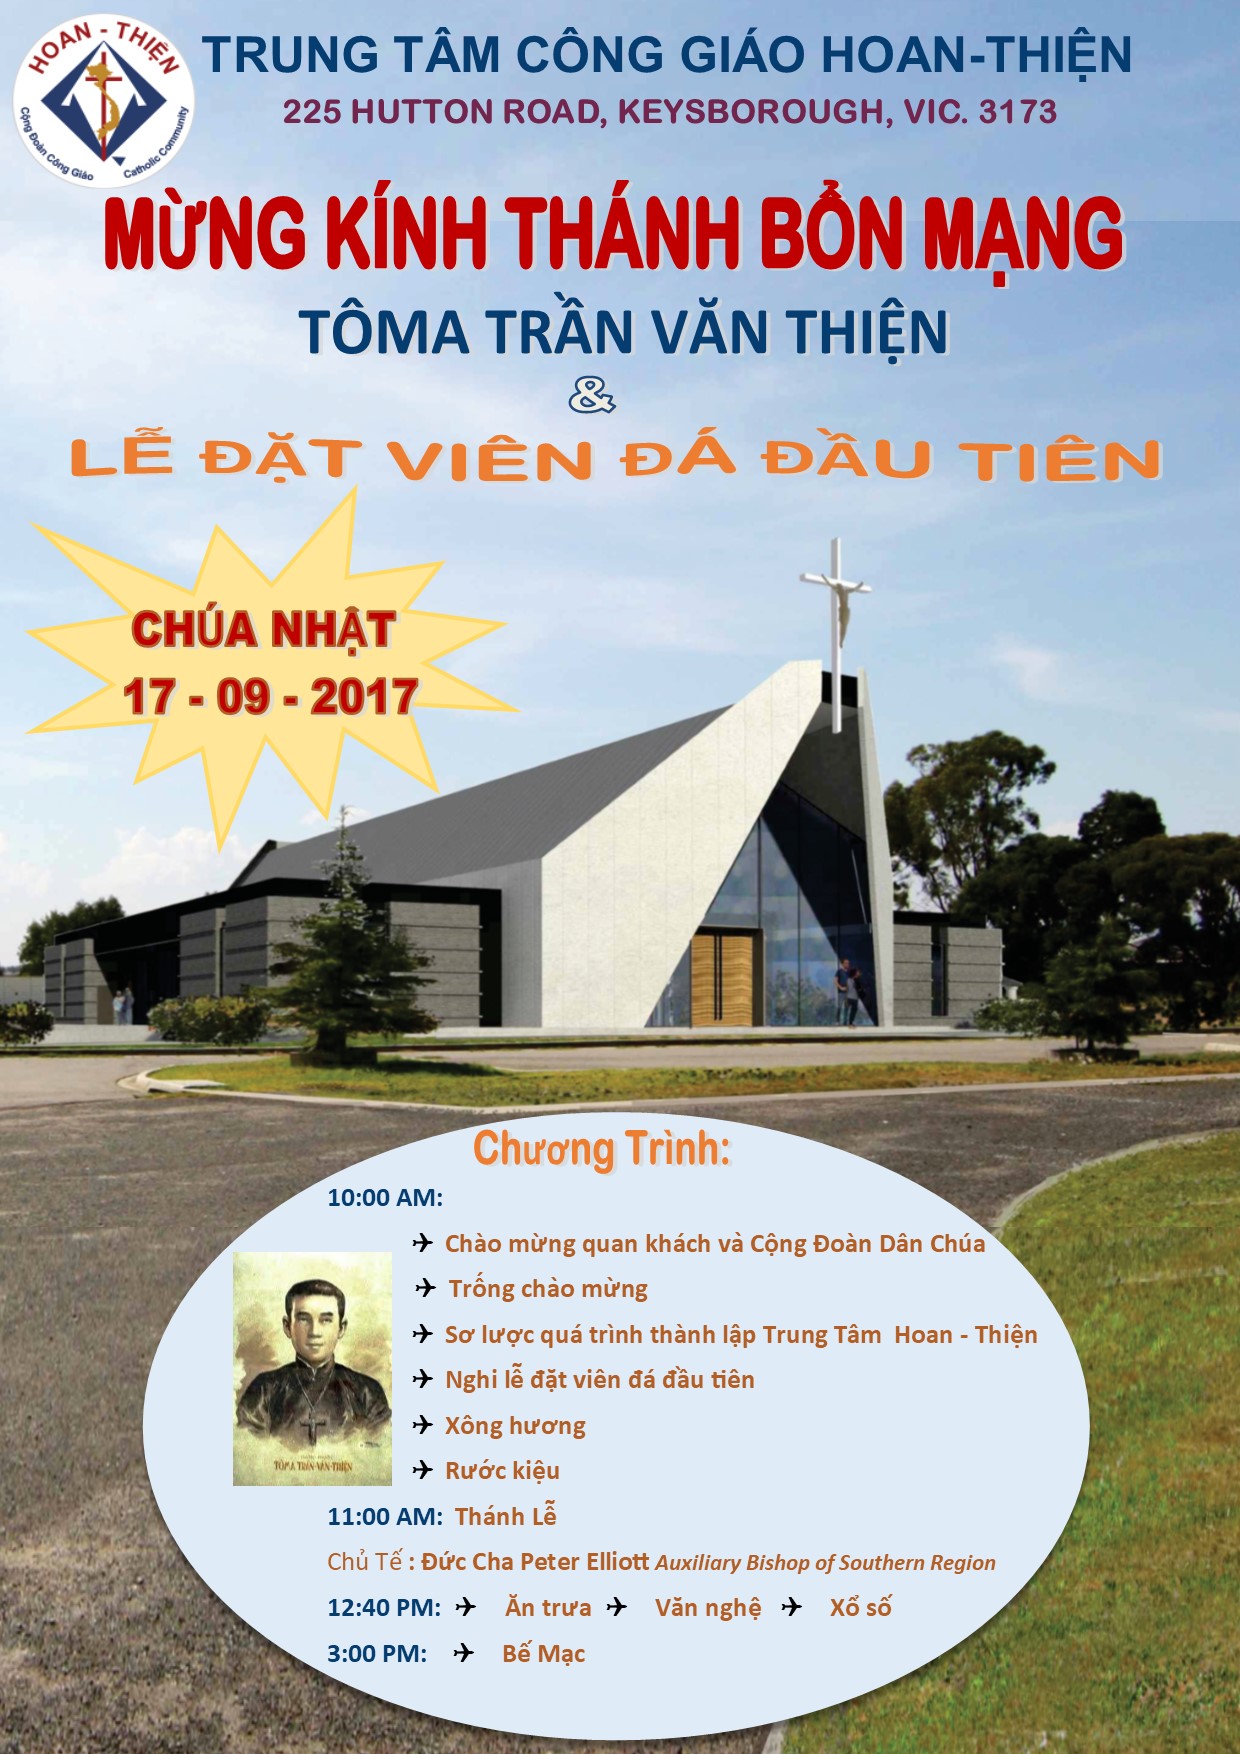 HOAN - THIỆN
Cộng Đoàn Công Giáo
Catholic Community
TRUNG TÂM CÔNG GIÁO HOAN-THIỆN
225 HUTTON ROAD, KEYSBOROUGH, VIC. 3173
MỪNG KÍNH THÁNH BỔN MẠNG
TÔMA TRẦN VĂN THIỆN
&
LỄ ĐẶT VIÊN ĐÁ ĐẦU TIÊN
CHÚA NHẬT
17 - 09 - 2017
Chương Trình:
10:00 AM:
✈ Chào mừng quan khách và Cộng Đoàn Dân Chúa
✈ Trống chào mừng
✈ Sơ lược quá trình thành lập Trung Tâm Hoan - Thiện
✈ Nghi lễ đặt viên đá đầu tiên
✈ Xông hương
✈ Rước kiệu
TÔMA TRẦN-VĂN-THIỆN
11:00 AM: Thánh Lễ
Chủ Tế : Đức Cha Peter Elliott Auxiliary Bishop of Southern Region
12:40 PM: ✈ Ăn trưa ✈ Văn nghệ ✈ Xổ số
3:00 PM: ✈ Bế Mạc